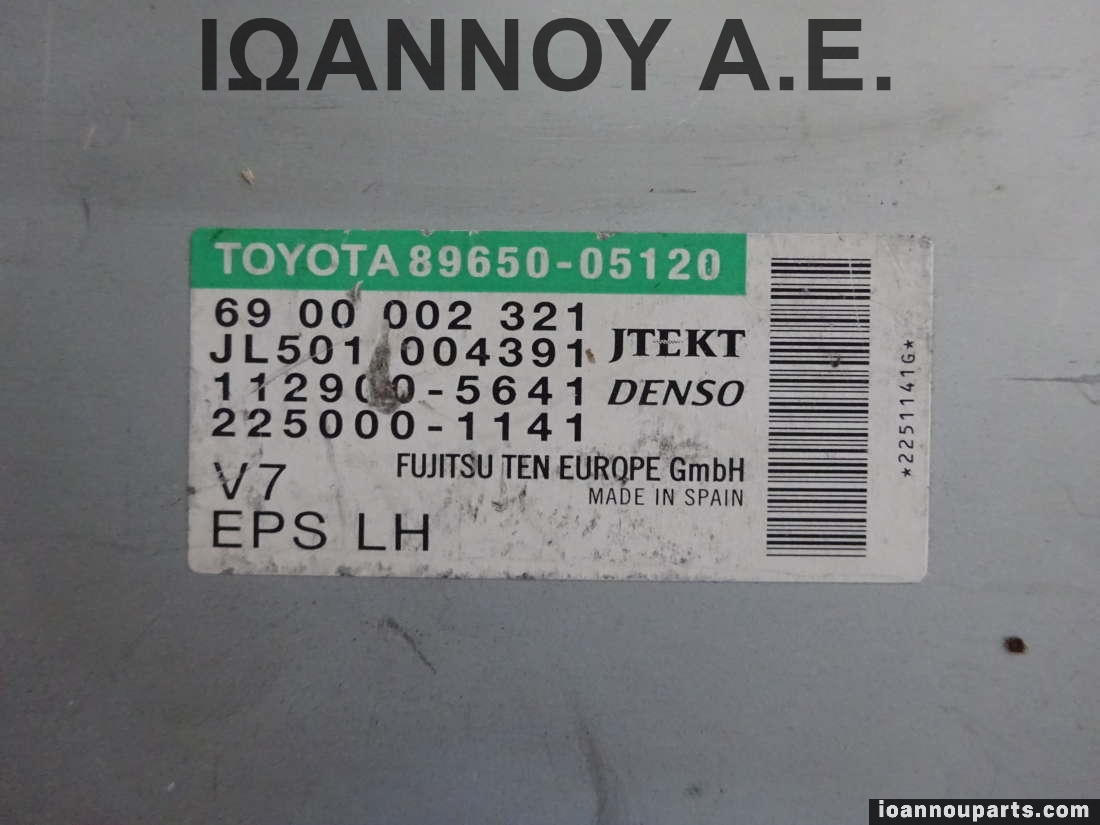 ΙΩΑΝΝΟΥ Α.Ε.
TOYOTA 89650-05120
69 00 002 321
JL501 004391
JTEKT
112900-5641
DENSO
225000-1141
V7
FUJITSU TEN EUROPE GmbH
MADE IN SPAIN
EPS LH
*22511141G*
ioannouparts.com